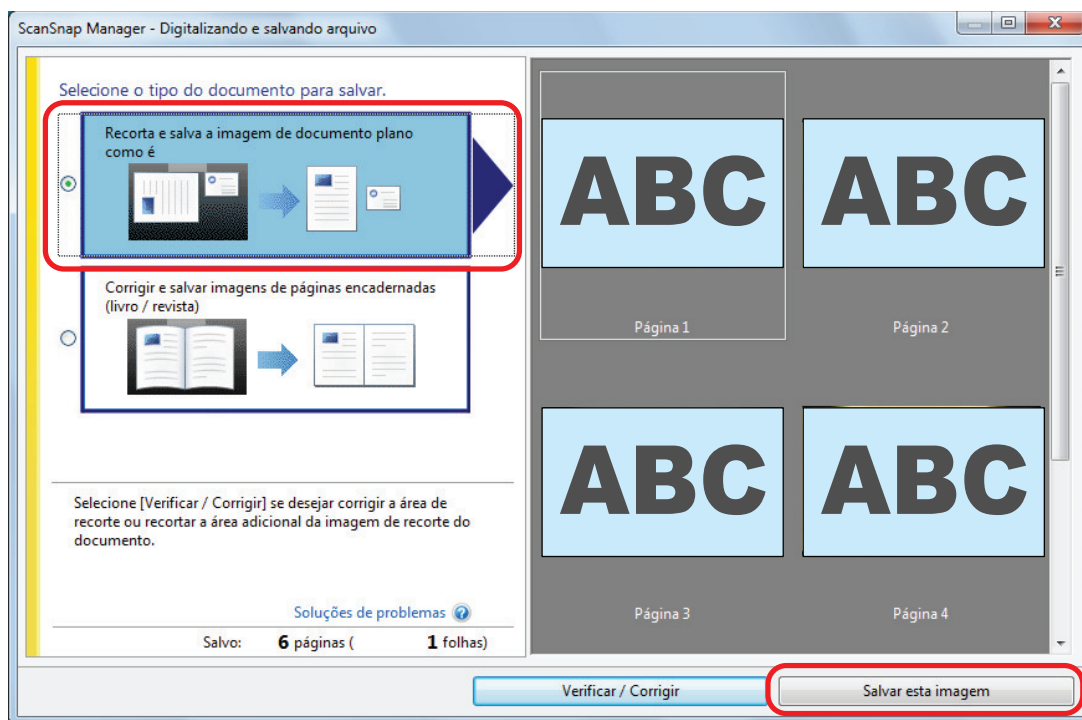 ScanSnap Manager - Digitalizando e salvando arquivo
Selecione o tipo do documento para salvar.
Recorta e salva a imagem de documento plano
como é
Corrigir e salvar imagens de páginas encadernadas
(livro / revista)
Selecione [Verificar / Corrigir] se desejar corrigir a área de
recorte ou recortar a área adicional da imagem de recorte do
documento.
Soluções de problemas
Salvo: 6 páginas ( 1 folhas)
ABC
Página 1
ABC
Página 2
ABC
Página 3
ABC
Página 4
Verificar / Corrigir
Salvar esta imagem